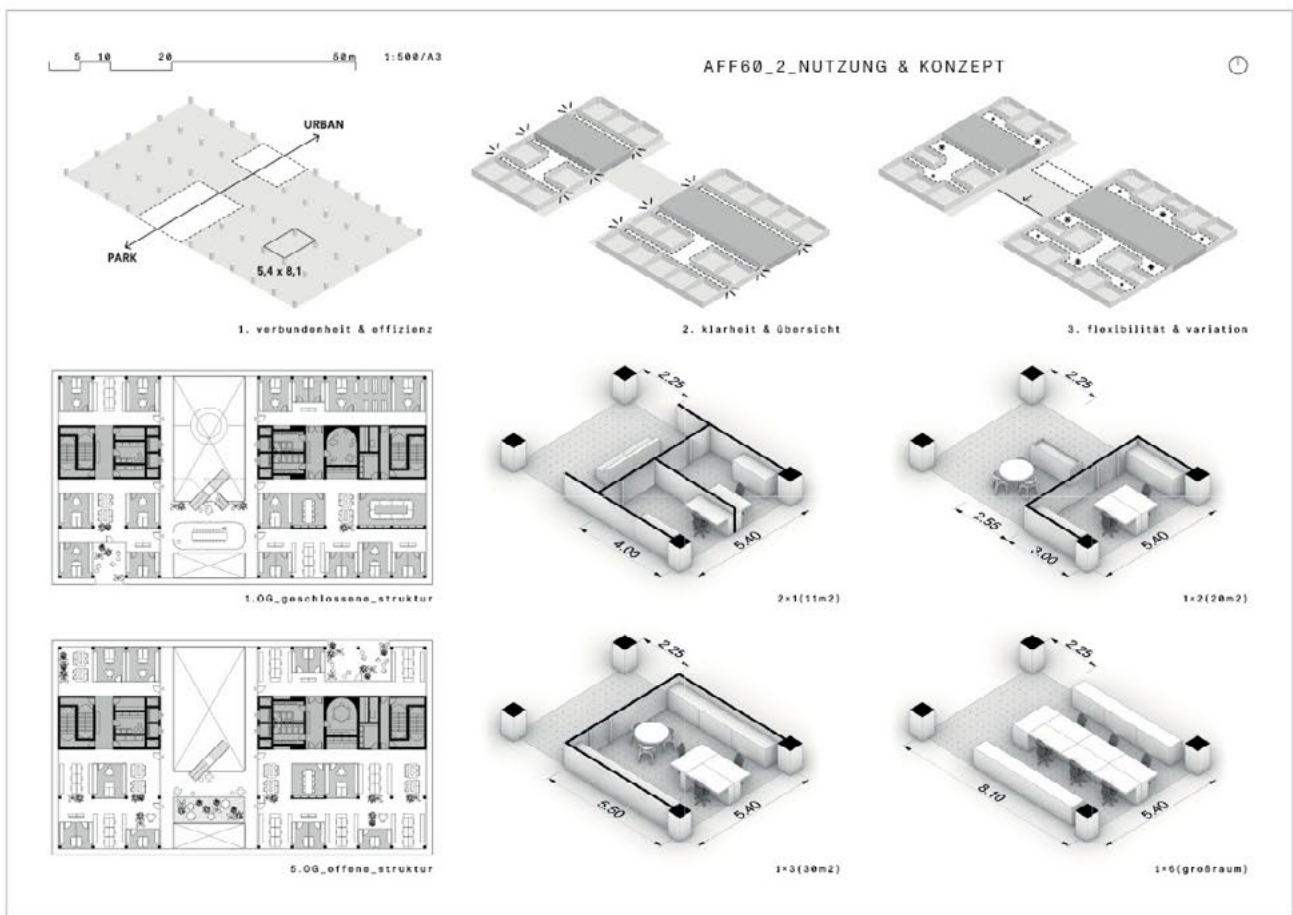 5 10 20 50m 1:500/A3
AFF60_2_NUTZUNG & KONZEPT
URBAN
PARK
5,4 x 8,1
1. verbundenheit & effizienz
2. klarheit & übersicht
3. flexibilität & variation
1.OG_geschlossene_struktur
2,25
4,00
5,40
2×1(11m2)
2,25
2,55
3,00
5,40
1×2(20m2)
5.OG_offene_struktur
2,25
5,50
5,40
1×3(30m2)
2,25
8,10
5,40
1×6(großraum)